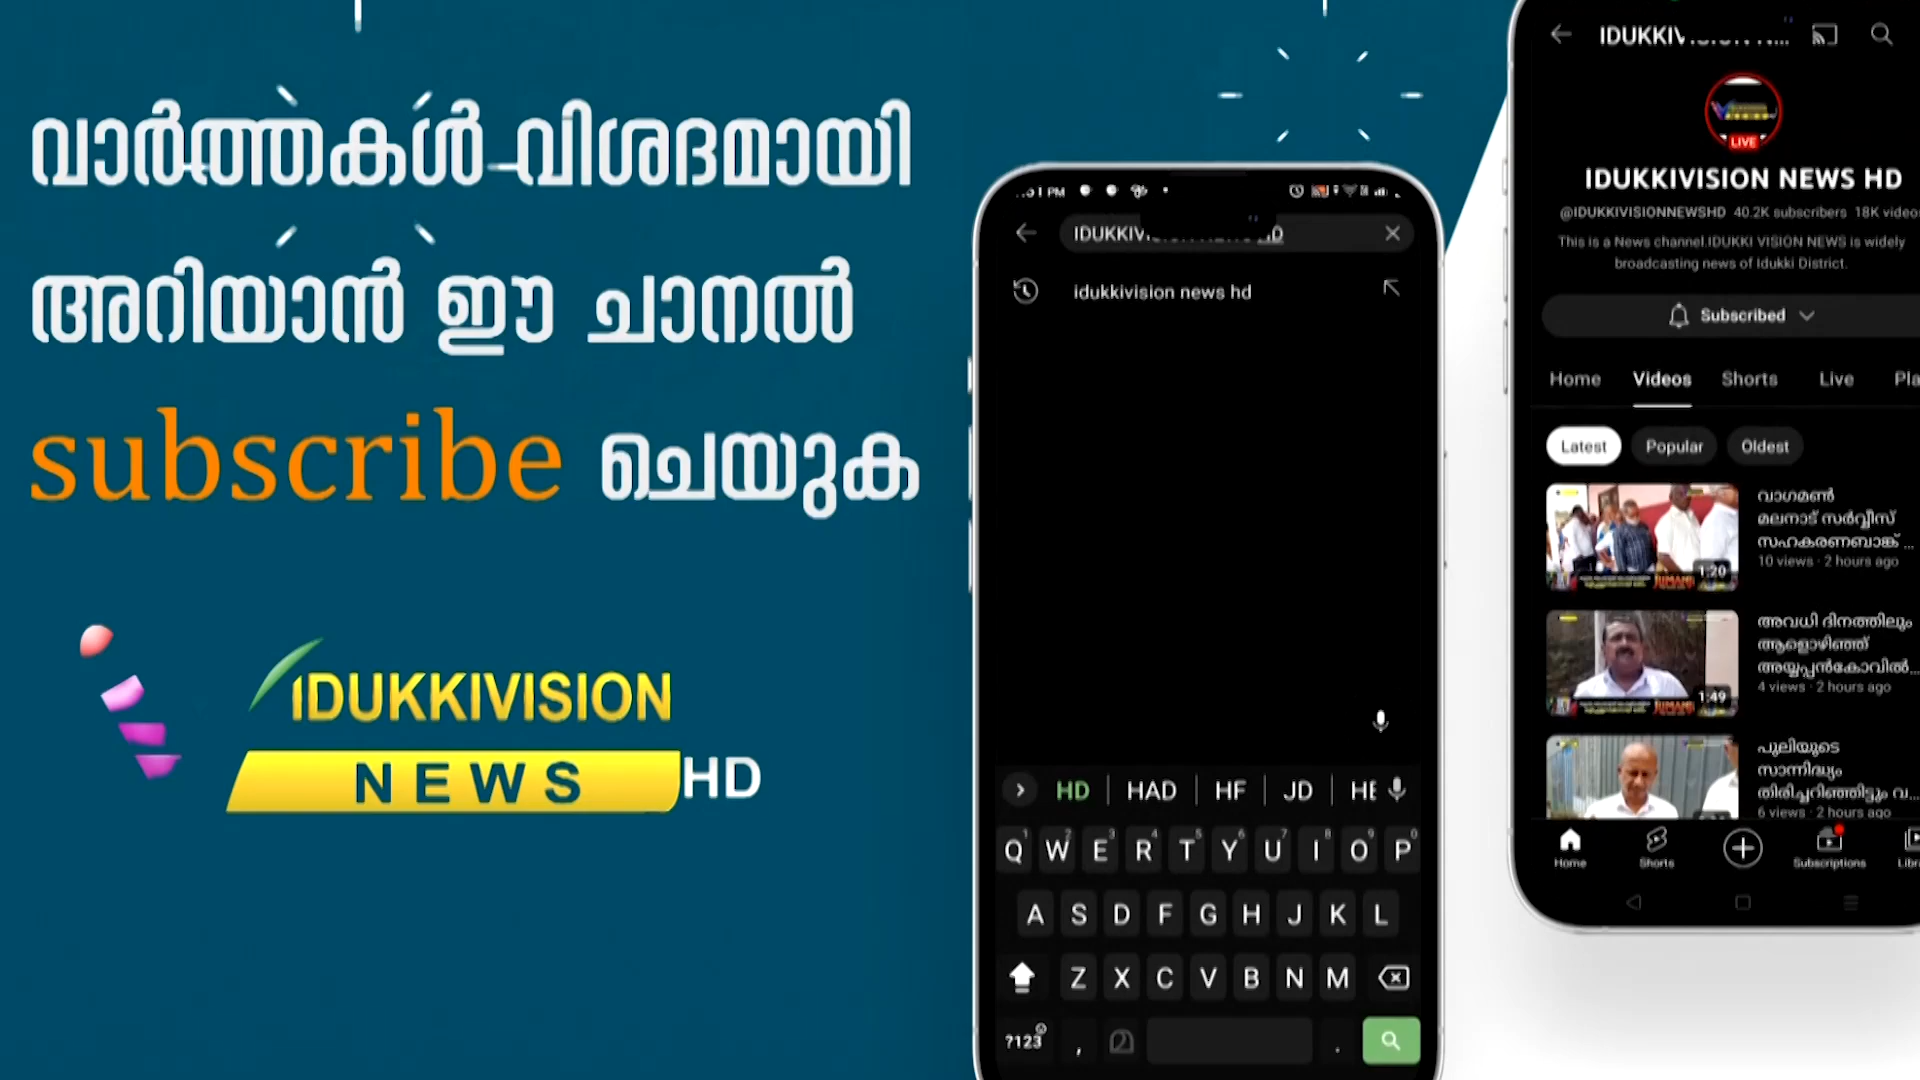 വാർത്തകൾ വിശദമായി
അറിയാൻ ഈ ചാനൽ
subscribe ചെയുക
IDUKKIVISION
NEWS HD
idukkivision news hd
HD HAD HF JD
Q W E R T Y U I O P
A S D F G H J K L
Z X C V B N M
?123 , .
LIVE
IDUKKIVISION NEWS HD
@IDUKKIVISIONNEWSHD 40.2K subscribers 18K videos
This is a News channel.IDUKKI VISION NEWS is widely
broadcasting news of Idukki District.
Subscribed
Home Videos Shorts Live
Latest Popular Oldest
വാഗമൺ
മലനാട് സർവ്വീസ്
സഹകരണബാങ്ക് ...
10 views · 2 hours ago
1:20
അവധി ദിനത്തിലും
ആളൊഴിഞ്ഞ്
അയ്യപ്പൻകോവിൽ...
4 views · 2 hours ago
1:49
പുലിയുടെ
സാന്നിദ്ധ്യം
തിരിച്ചറിഞ്ഞിട്ടും വ...
6 views · 2 hours ago
Home Shorts Subscriptions